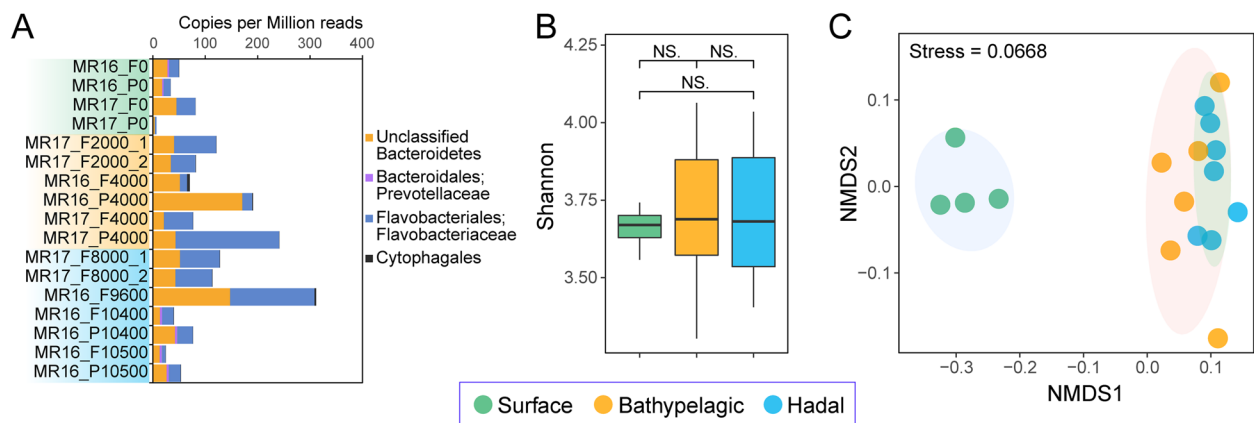 A
Copies per Million reads
0 100 200 300 400
MR16_F0
MR16_P0
MR17_F0
MR17_P0
MR17_F2000_1
MR17_F2000_2
MR16_F4000
MR16_P4000
MR17_F4000
MR17_P4000
MR17_F8000_1
MR17_F8000_2
MR16_F9600
MR16_F10400
MR16_P10400
MR16_F10500
MR16_P10500
Unclassified
Bacteroidetes
Bacteroidales;
Prevotellaceae
Flavobacteriales;
Flavobacteriaceae
Cytophagales
B
Shannon
4.25
4.00
3.75
3.50
NS.
NS.
NS.
C
Stress = 0.0668
NMDS2
0.1
0.0
−0.1
−0.3 −0.2 −0.1 0.0 0.1
NMDS1
Surface Bathypelagic Hadal